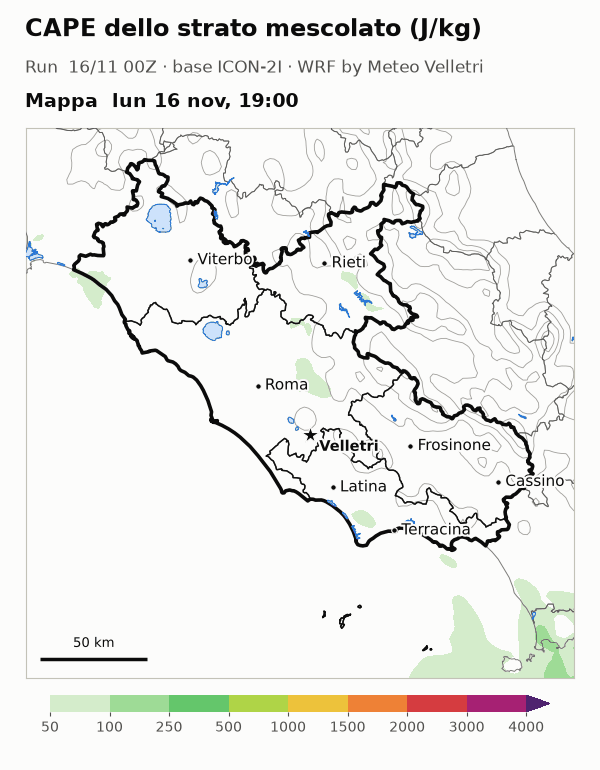 CAPE dello strato mescolato (J/kg)
Run  16/11 00Z · base ICON-2I · WRF by Meteo Velletri
Mappa  lun 16 nov, 19:00
Viterbo
Rieti
Roma
Velletri
Frosinone
Latina
Cassino
Terracina
50 km
50 100 250 500 1000 1500 2000 3000 4000